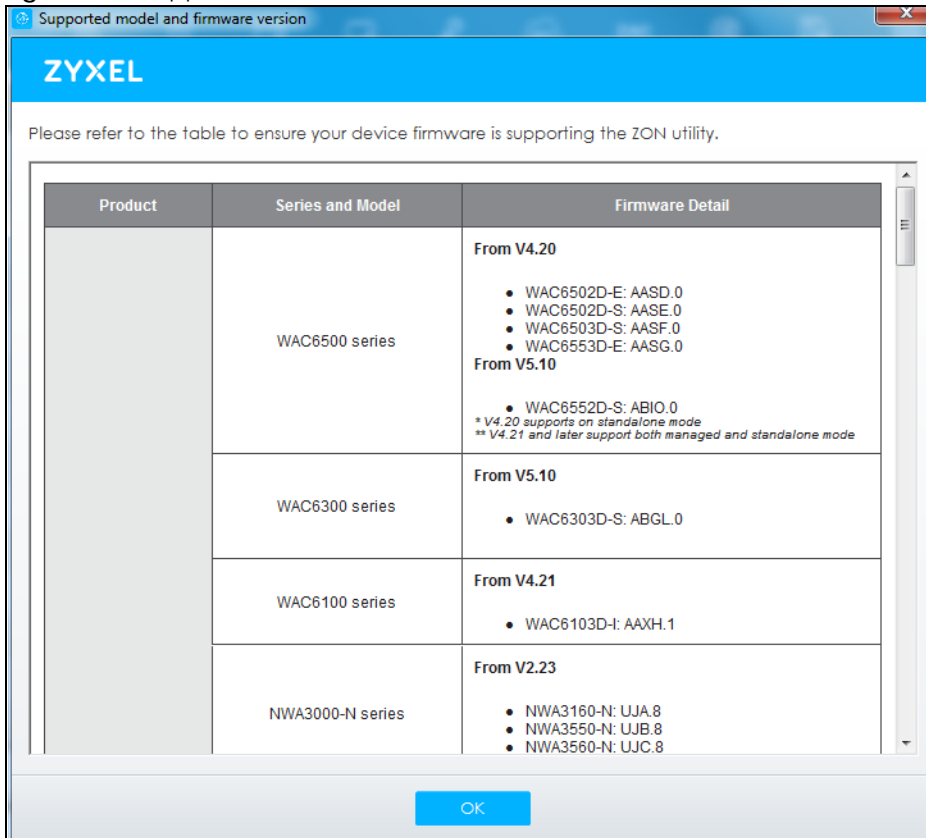 Supported model and firmware version
ZYXEL
Please refer to the table to ensure your device firmware is supporting the ZON utility.
Product Series and Model Firmware Detail
WAC6500 series
From V4.20
• WAC6502D-E: AASD.0
• WAC6502D-S: AASE.0
• WAC6503D-S: AASF.0
• WAC6553D-E: AASG.0
From V5.10
• WAC6552D-S: ABIO.0
* V4.20 supports on standalone mode
** V4.21 and later support both managed and standalone mode
WAC6300 series
From V5.10
• WAC6303D-S: ABGL.0
WAC6100 series
From V4.21
• WAC6103D-I: AAXH.1
NWA3000-N series
From V2.23
• NWA3160-N: UJA.8
• NWA3550-N: UJB.8
• NWA3560-N: UJC.8
OK